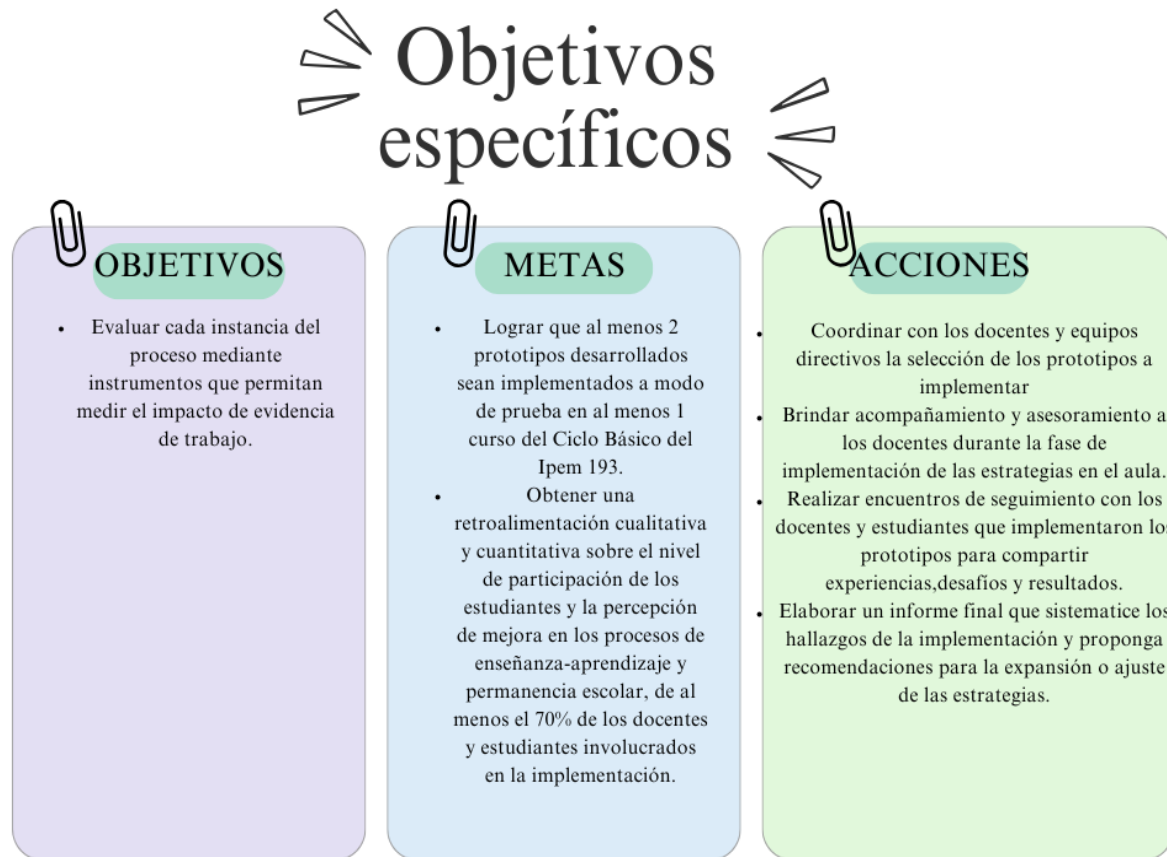 Objetivos
específicos
OBJETIVOS
• Evaluar cada instancia del
proceso mediante
instrumentos que permitan
medir el impacto de evidencia
de trabajo.
METAS
• Lograr que al menos 2
prototipos desarrollados
sean implementados a modo
de prueba en al menos 1
curso del Ciclo Básico del
Ipem 193.
• Obtener una
retroalimentación cualitativa
y cuantitativa sobre el nivel
de participación de los
estudiantes y la percepción
de mejora en los procesos de
enseñanza-aprendizaje y
permanencia escolar, de al
menos el 70% de los docentes
y estudiantes involucrados
en la implementación.
ACCIONES
• Coordinar con los docentes y equipos
directivos la selección de los prototipos a
implementar
• Brindar acompañamiento y asesoramiento a
los docentes durante la fase de
implementación de las estrategias en el aula.
• Realizar encuentros de seguimiento con los
docentes y estudiantes que implementaron los
prototipos para compartir
experiencias,desafíos y resultados.
• Elaborar un informe final que sistematice los
hallazgos de la implementación y proponga
recomendaciones para la expansión o ajuste
de las estrategias.